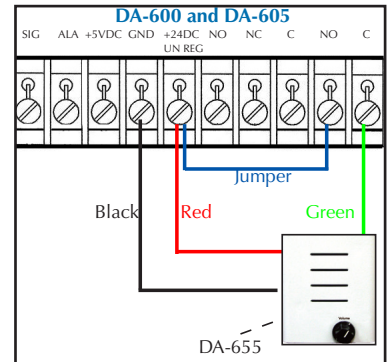 DA-600 and DA-605
SIG ALA +5VDC GND +24DC NO NC C NO C
UN REG
Jumper
Black Red Green
Volume
DA-655